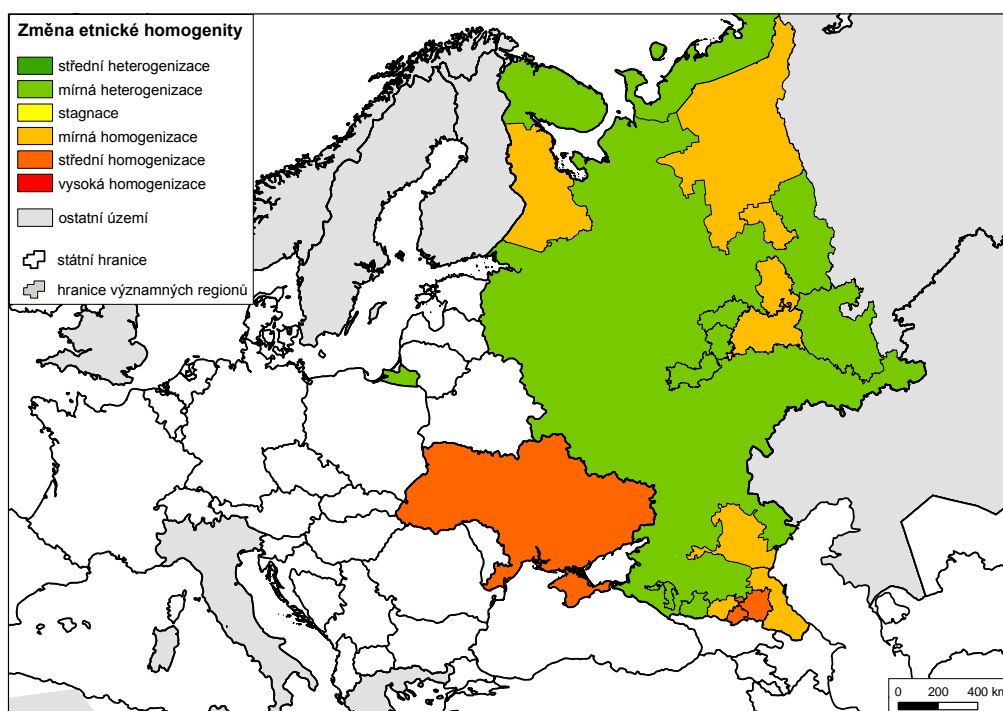 Změna etnické homogenity
střední heterogenizace
mírná heterogenizace
stagnace
mírná homogenizace
střední homogenizace
vysoká homogenizace
ostatní území
státní hranice
hranice významných regionů
0 200 400 km